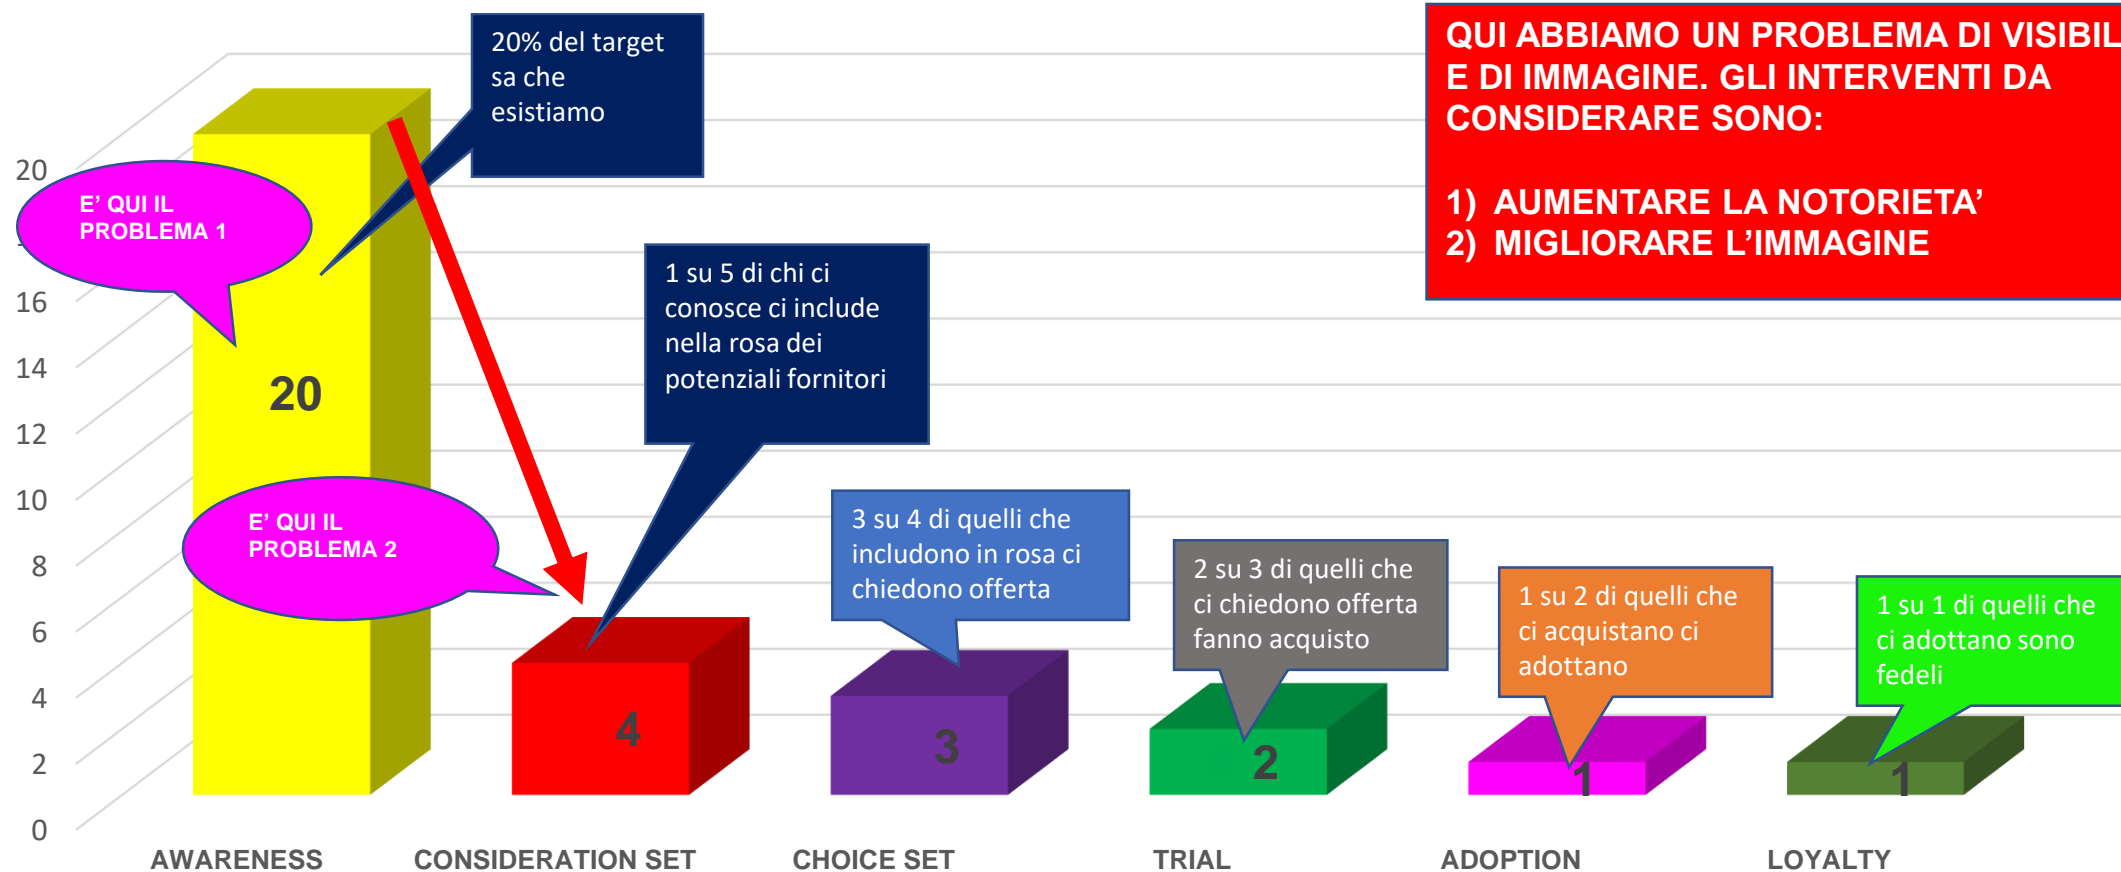 20% del target
sa che
esistiamo
QUI ABBIAMO UN PROBLEMA DI VISIBIL
E DI IMMAGINE. GLI INTERVENTI DA
CONSIDERARE SONO:
1) AUMENTARE LA NOTORIETA’
2) MIGLIORARE L’IMMAGINE
E’ QUI IL
PROBLEMA 1
1 su 5 di chi ci
conosce ci include
nella rosa dei
potenziali fornitori
E’ QUI IL
PROBLEMA 2
3 su 4 di quelli che
includono in rosa ci
chiedono offerta
2 su 3 di quelli che
ci chiedono offerta
fanno acquisto
1 su 2 di quelli che
ci acquistano ci
adottano
1 su 1 di quelli che
ci adottano sono
fedeli
20
16
14
12
10
8
6
4
2
0
20
4
3
2
1
1
AWARENESS
CONSIDERATION SET
CHOICE SET
TRIAL
ADOPTION
LOYALTY